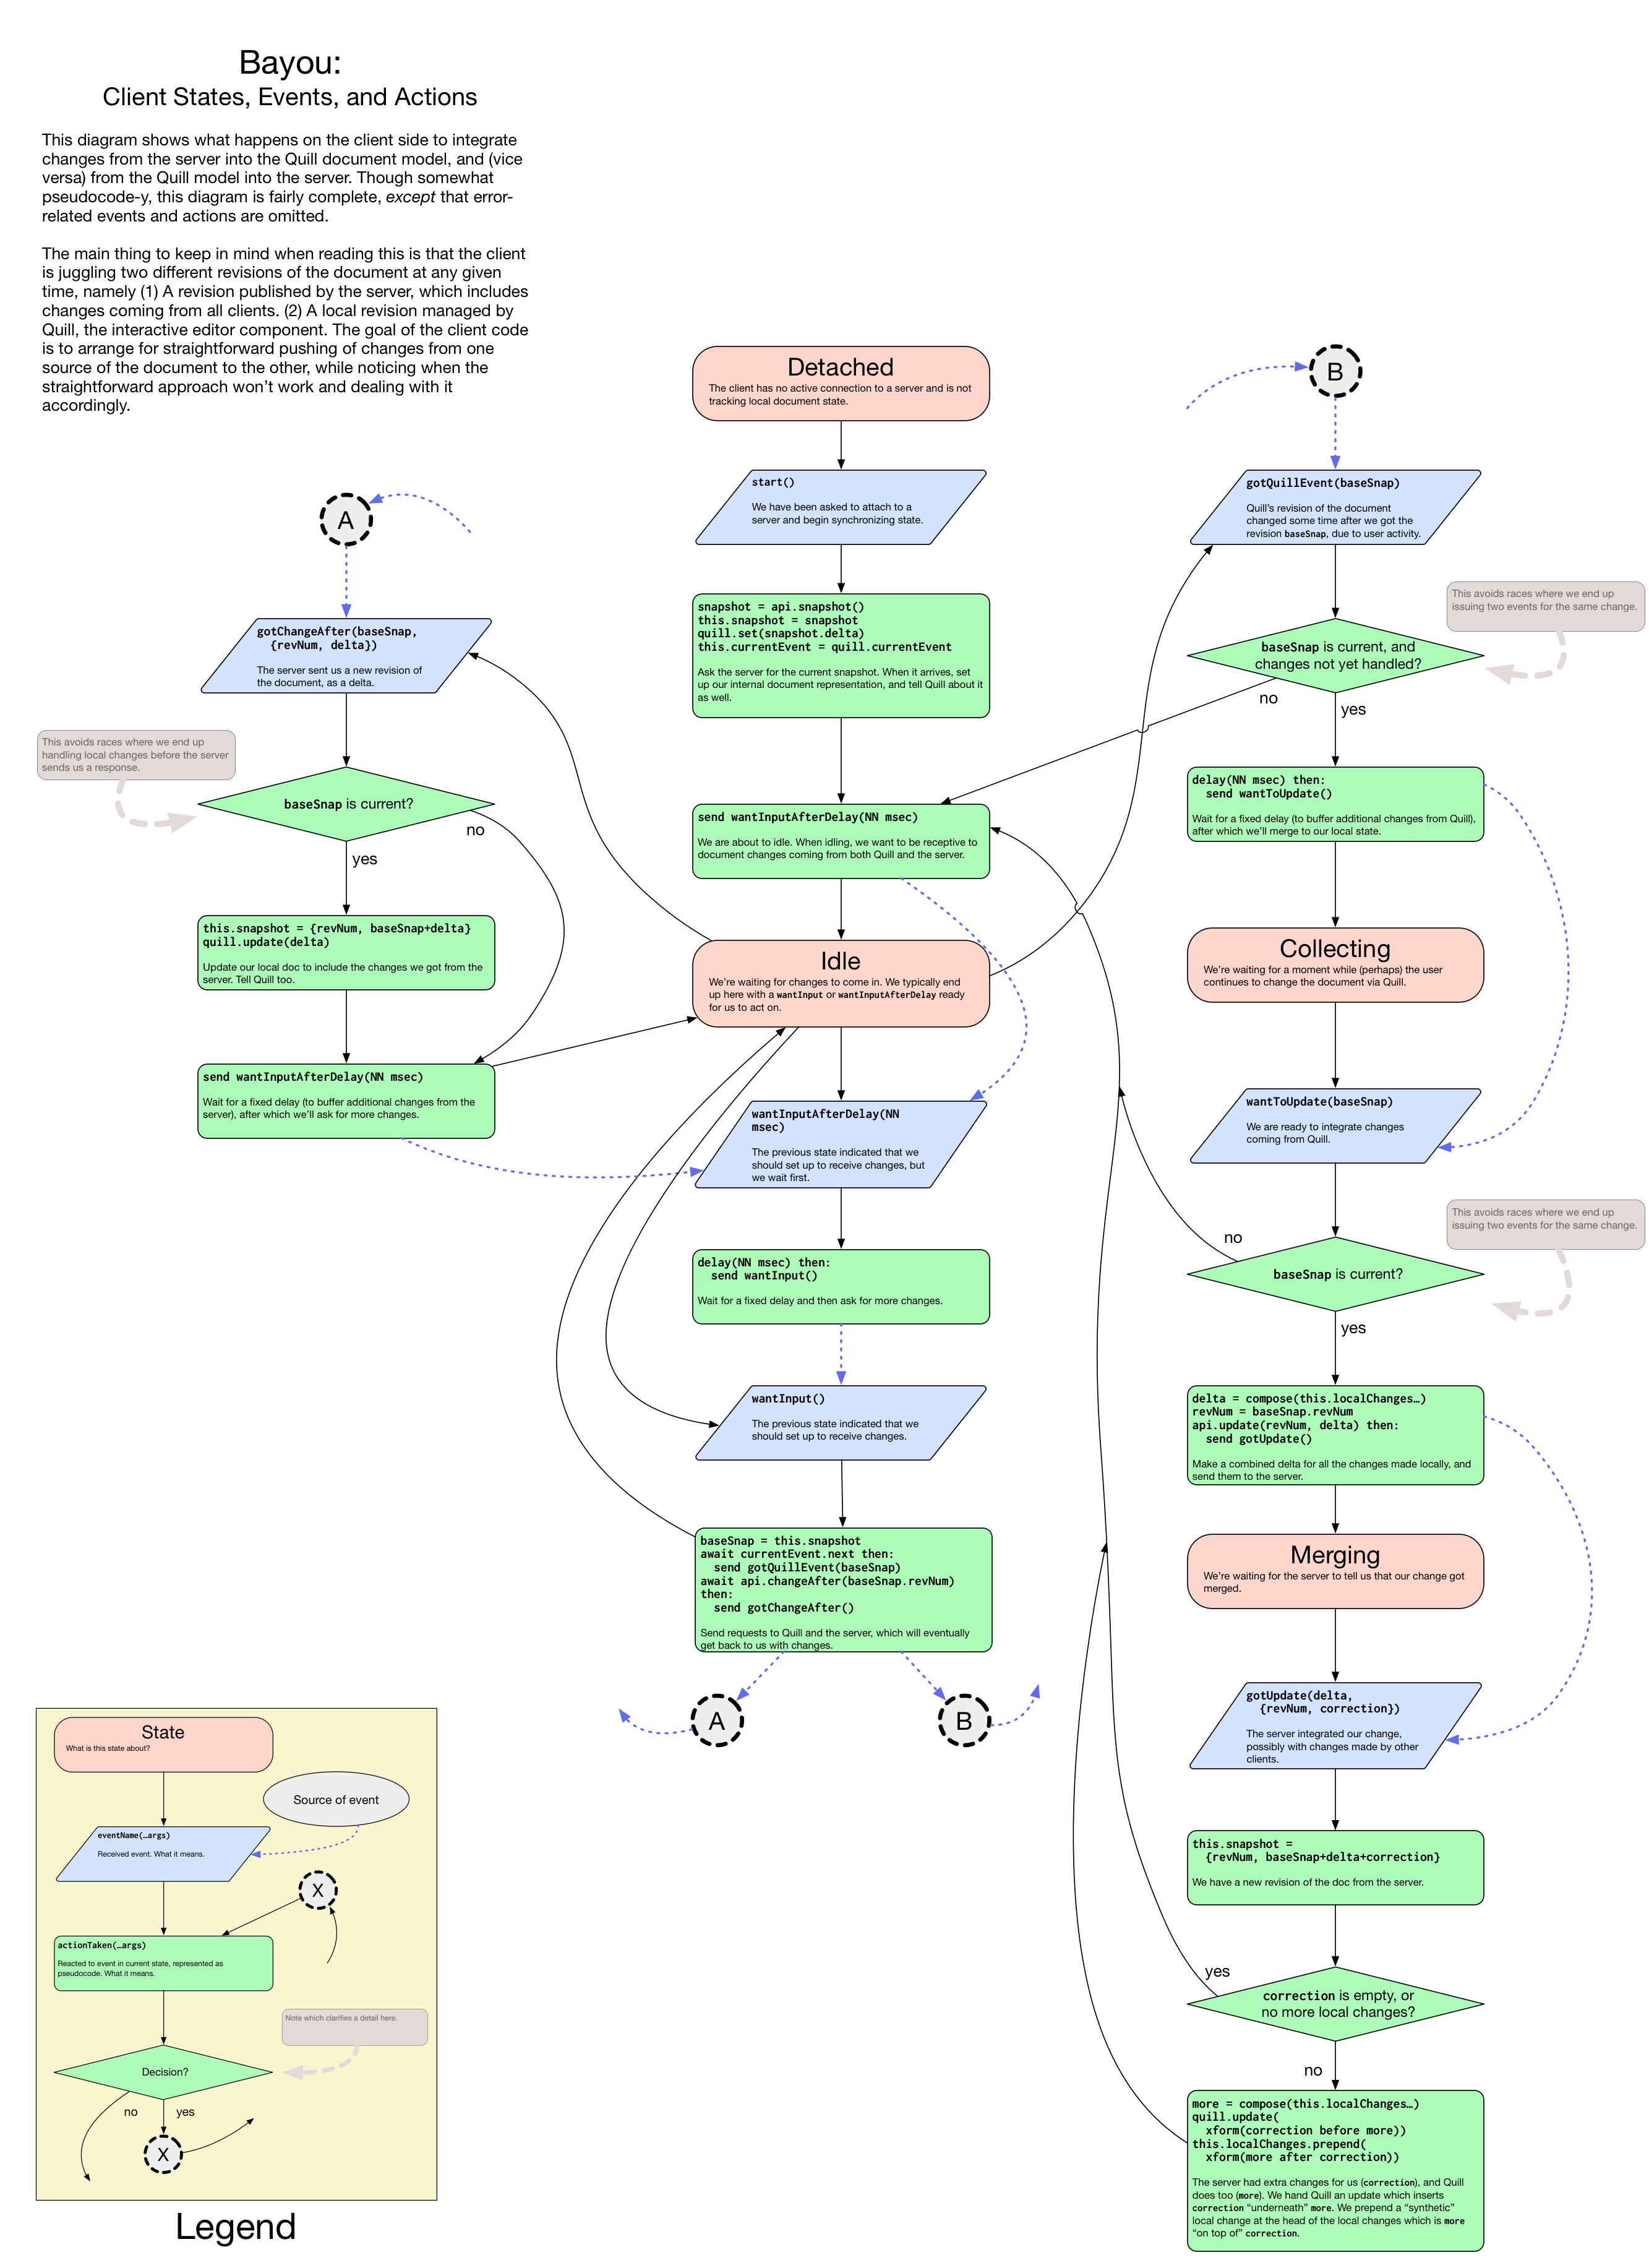 Bayou:
Client States, Events, and Actions
This diagram shows what happens on the client side to integrate
changes from the server into the Quill document model, and (vice
versa) from the Quill model into the server. Though somewhat
pseudocode-y, this diagram is fairly complete, except that error-
related events and actions are omitted.
The main thing to keep in mind when reading this is that the client
is juggling two different revisions of the document at any given
time, namely (1) A revision published by the server, which includes
changes coming from all clients. (2) A local revision managed by
Quill, the interactive editor component. The goal of the client code
is to arrange for straightforward pushing of changes from one
source of the document to the other, while noticing when the
straightforward approach won't work and dealing with it
accordingly.
A
gotChangeAfter(baseSnap,
{revNum, delta})
The server sent us a new revision of
the document, as a delta.
This avoids races where we end up
handling local changes before the server
sends us a response.
baseSnap is current?
no
yes
this.snapshot = {revNum, baseSnap+delta}
quill.update(delta)
Update our local doc to include the changes we got from the
server. Tell Quill too.
send wantInputAfterDelay(NN msec)
Wait for a fixed delay (to buffer additional changes from the
server), after which we'll ask for more changes.
Detached
The client has no active connection to a server and is not
tracking local document state.
start()
We have been asked to attach to a
server and begin synchronizing state.
snapshot = api.snapshot()
this.snapshot = snapshot
quill.set(snapshot.delta)
this.currentEvent = quill.currentEvent
Ask the server for the current snapshot. When it arrives, set
up our internal document representation, and tell Quill about it
as well.
send wantInputAfterDelay(NN msec)
We are about to idle. When idling, we want to be receptive to
document changes coming from both Quill and the server.
Idle
We're waiting for changes to come in. We typically end
up here with a wantInput or wantInputAfterDelay ready
for us to act on.
wantInputAfterDelay(NN
msec)
The previous state indicated that we
should set up to receive changes, but
we wait first.
delay(NN msec) then:
send wantInput()
Wait for a fixed delay and then ask for more changes.
wantInput()
The previous state indicated that we
should set up to receive changes.
baseSnap = this.snapshot
await currentEvent.next then:
send gotQuillEvent(baseSnap)
await api.changeAfter(baseSnap.revNum)
then:
send gotChangeAfter()
Send requests to Quill and the server, which will eventually
get back to us with changes.
A
B
B
gotQuillEvent(baseSnap)
Quill's revision of the document
changed some time after we got the
revision baseSnap, due to user activity.
This avoids races where we end up
issuing two events for the same change.
baseSnap is current, and
changes not yet handled?
no
yes
delay(NN msec) then:
send wantToUpdate()
Wait for a fixed delay (to buffer additional changes from Quill),
after which we'll merge to our local state.
Collecting
We're waiting for a moment while (perhaps) the user
continues to change the document via Quill.
wantToUpdate(baseSnap)
We are ready to integrate changes
coming from Quill.
This avoids races where we end up
issuing two events for the same change.
no
baseSnap is current?
yes
delta = compose(this.localChanges…)
revNum = baseSnap.revNum
api.update(revNum, delta) then:
send gotUpdate()
Make a combined delta for all the changes made locally, and
send them to the server.
Merging
We're waiting for the server to tell us that our change got
merged.
gotUpdate(delta,
{revNum, correction})
The server integrated our change,
possibly with changes made by other
clients.
this.snapshot =
{revNum, baseSnap+delta+correction}
We have a new revision of the doc from the server.
yes
correction is empty, or
no more local changes?
no
more = compose(this.localChanges…)
quill.update(
xform(correction before more))
this.localChanges.prepend(
xform(more after correction))
The server had extra changes for us (correction), and Quill
does too (more). We hand Quill an update which inserts
correction "underneath" more. We prepend a "synthetic"
local change at the head of the local changes which is more
"on top of" correction.
State
What is this state about?
Source of event
eventName(…args)
Received event. What it means.
X
actionTaken(…args)
Reacted to event in current state, represented as
pseudocode. What it means.
Note which clarifies a detail here.
Decision?
no
yes
X
Legend